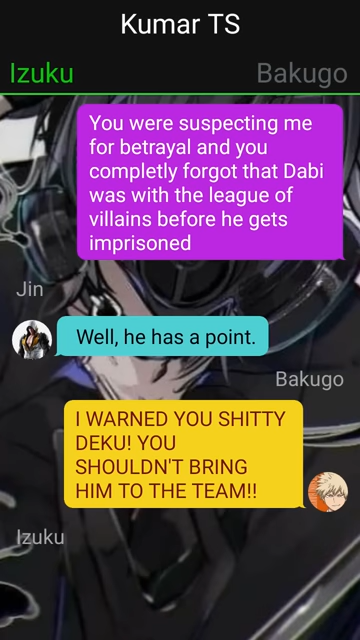 Kumar TS
Izuku Bakugo
You were suspecting me
for betrayal and you
completly forgot that Dabi
was with the league of
villains before he gets
imprisoned
Jin
Well, he has a point.
Bakugo
I WARNED YOU SHITTY
DEKU! YOU
SHOULDN'T BRING
HIM TO THE TEAM!!
Izuku